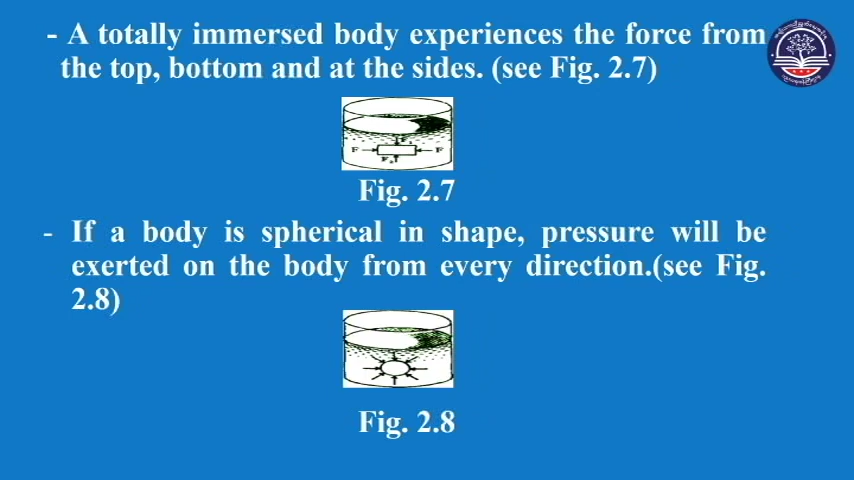 - A totally immersed body experiences the force from
the top, bottom and at the sides. (see Fig. 2.7)
F
F
Fig. 2.7
- If a body is spherical in shape, pressure will be
exerted on the body from every direction.(see Fig.
2.8)
Fig. 2.8